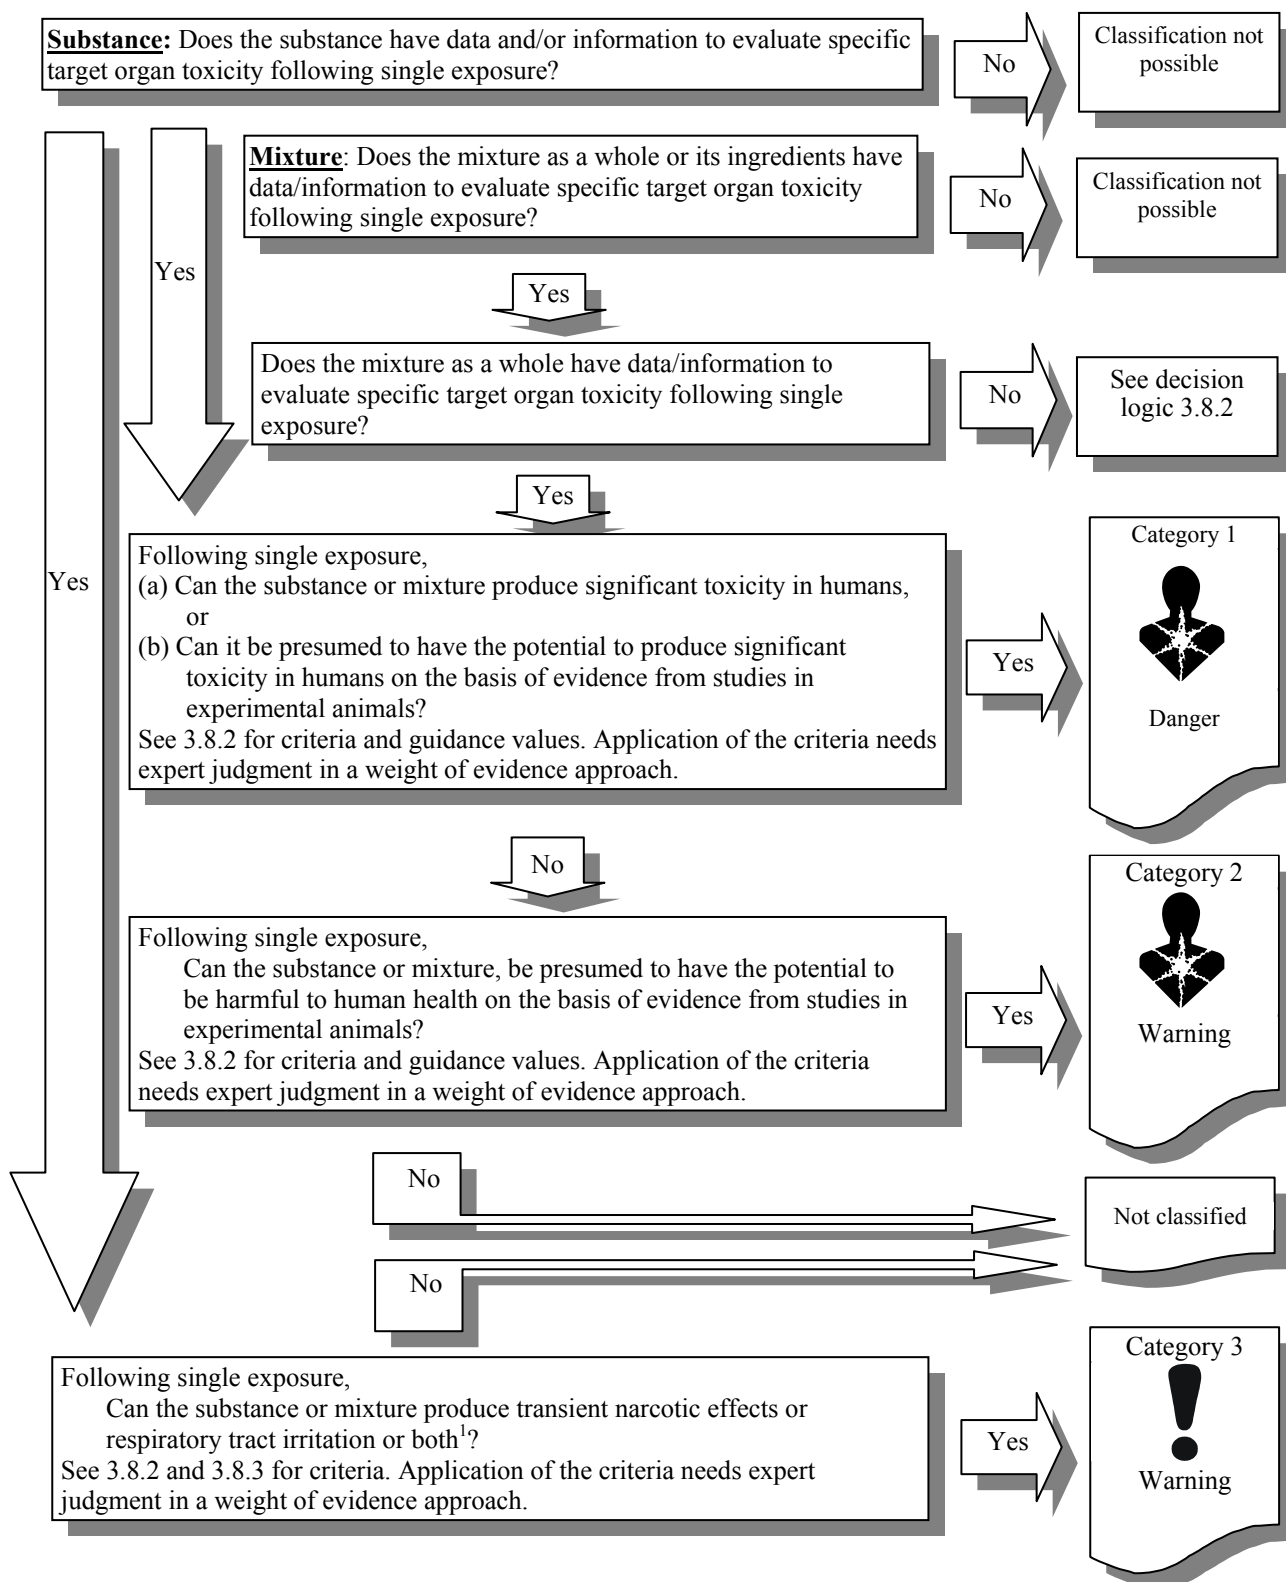 Substance: Does the substance have data and/or information to evaluate specific
target organ toxicity following single exposure?
No
Classification not
possible
Mixture: Does the mixture as a whole or its ingredients have
data/information to evaluate specific target organ toxicity
following single exposure?
No
Classification not
possible
Yes
Yes
Does the mixture as a whole have data/information to
evaluate specific target organ toxicity following single
exposure?
No
See decision
logic 3.8.2
Yes
Yes
Following single exposure,
(a) Can the substance or mixture produce significant toxicity in humans,
or
(b) Can it be presumed to have the potential to produce significant
toxicity in humans on the basis of evidence from studies in
experimental animals?
See 3.8.2 for criteria and guidance values. Application of the criteria needs
expert judgment in a weight of evidence approach.
Yes
Category 1
Danger
No
Following single exposure,
Can the substance or mixture, be presumed to have the potential to
be harmful to human health on the basis of evidence from studies in
experimental animals?
See 3.8.2 for criteria and guidance values. Application of the criteria
needs expert judgment in a weight of evidence approach.
Yes
Category 2
Warning
No
Not classified
No
Following single exposure,
Can the substance or mixture produce transient narcotic effects or
respiratory tract irritation or both¹?
See 3.8.2 and 3.8.3 for criteria. Application of the criteria needs expert
judgment in a weight of evidence approach.
Yes
Category 3
Warning